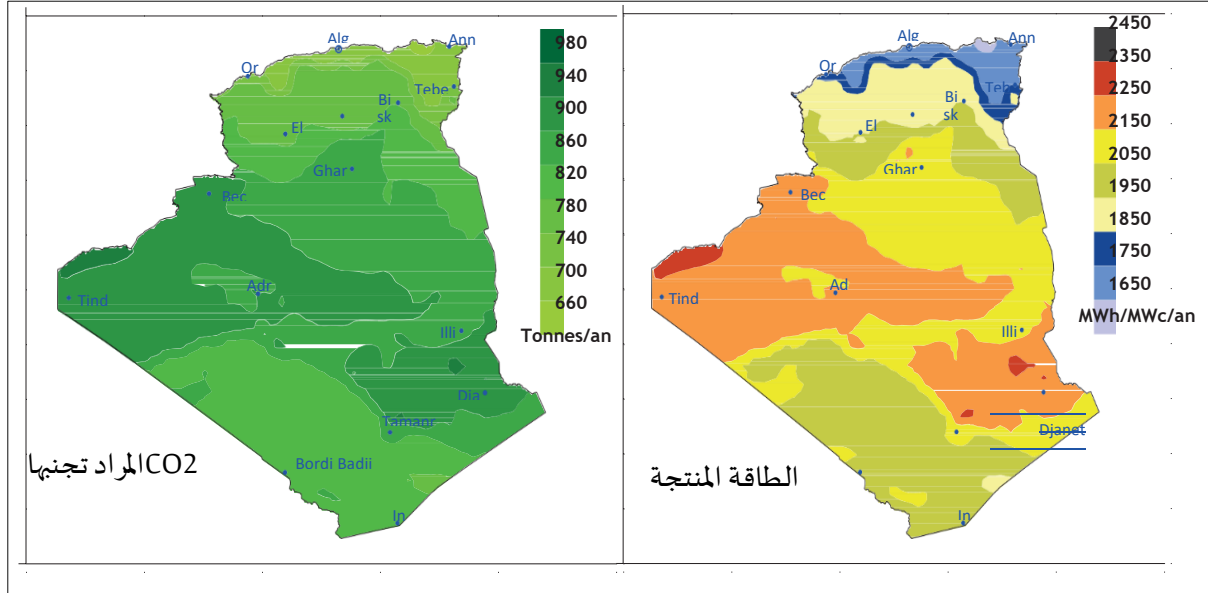 Alg
Ann
Or
Tebe
Bi
sk
El
Ghar
Bec
Adr
Tind
Illi
Dia
Tamanr
Bordj Badji
In
CO2المراد تجنبها
980
940
900
860
820
780
740
700
660
Tonnes/an
Alg
Ann
Or
Teb
Bi
sk
El
Ghar
Bec
Ad
Tind
Illi
Djanet
In
الطاقة المنتجة
2450
2350
2250
2150
2050
1950
1850
1750
1650
MWh/MWc/an